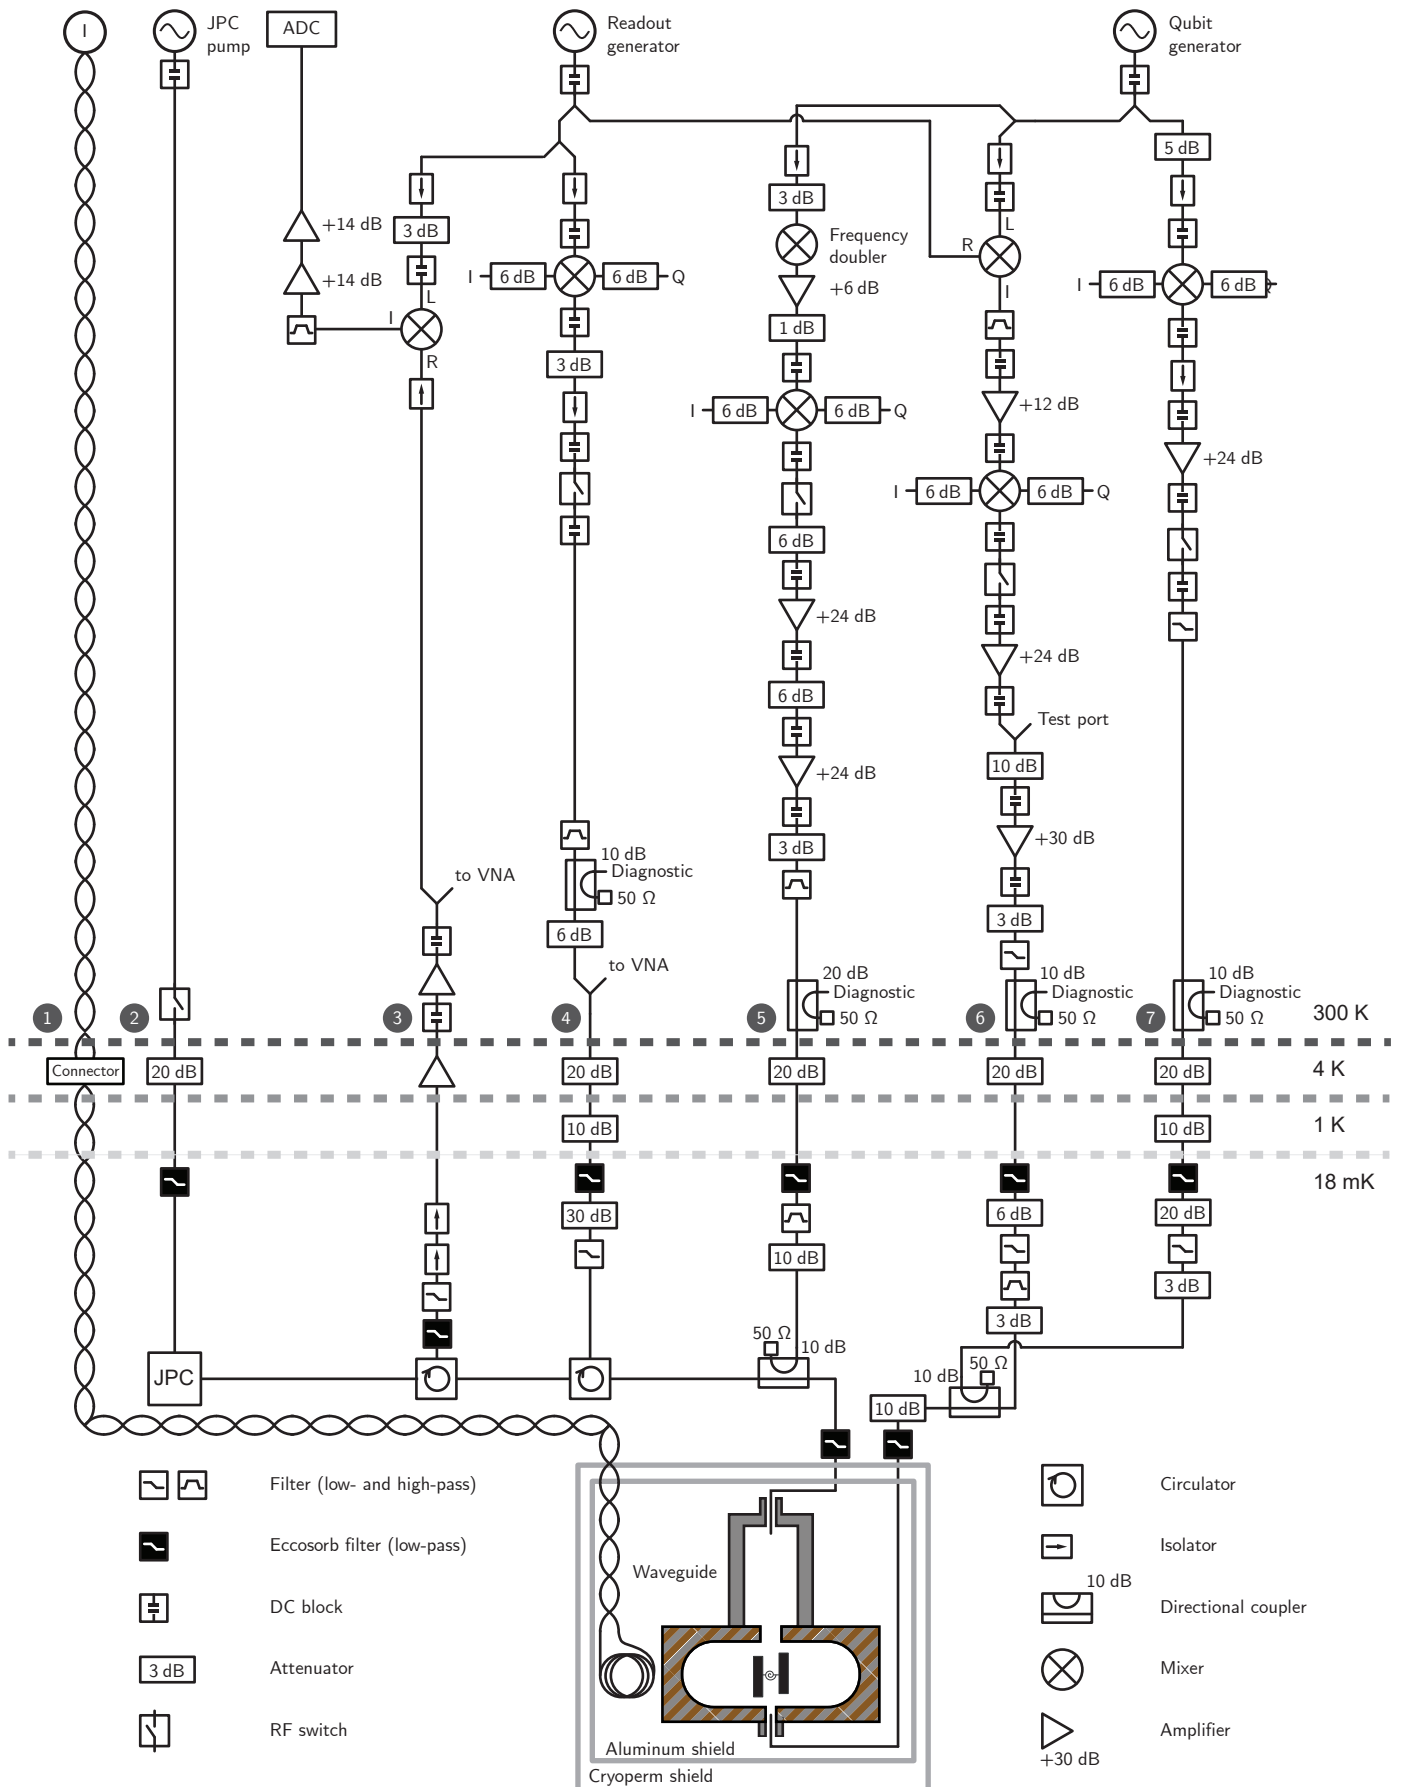 I
JPC
pump
ADC
Readout
generator
Qubit
generator
5 dB
3 dB
+14 dB
3 dB
L
Frequency
doubler
R
I
6 dB
6 dB
Q
+14 dB
I
6 dB
6 dB
+6 dB
L
I
I
1 dB
R
3 dB
+12 dB
I
6 dB
6 dB
Q
+24 dB
I
6 dB
6 dB
Q
6 dB
+24 dB
+24 dB
6 dB
Test port
10 dB
+24 dB
+30 dB
10 dB
3 dB
Diagnostic
to VNA
50 Ω
3 dB
6 dB
to VNA
20 dB
10 dB
10 dB
Diagnostic
Diagnostic
Diagnostic
1
2
3
4
5
50 Ω
6
50 Ω
7
50 Ω
300 K
Connector
20 dB
20 dB
20 dB
20 dB
20 dB
4 K
10 dB
10 dB
1 K
18 mK
30 dB
6 dB
20 dB
10 dB
3 dB
3 dB
50 Ω
10 dB
50 Ω
JPC
10 dB
10 dB
Filter (low- and high-pass)
Circulator
Eccosorb filter (low-pass)
Isolator
Waveguide
10 dB
DC block
Directional coupler
3 dB
Attenuator
Mixer
RF switch
Amplifier
+30 dB
Aluminum shield
Cryoperm shield